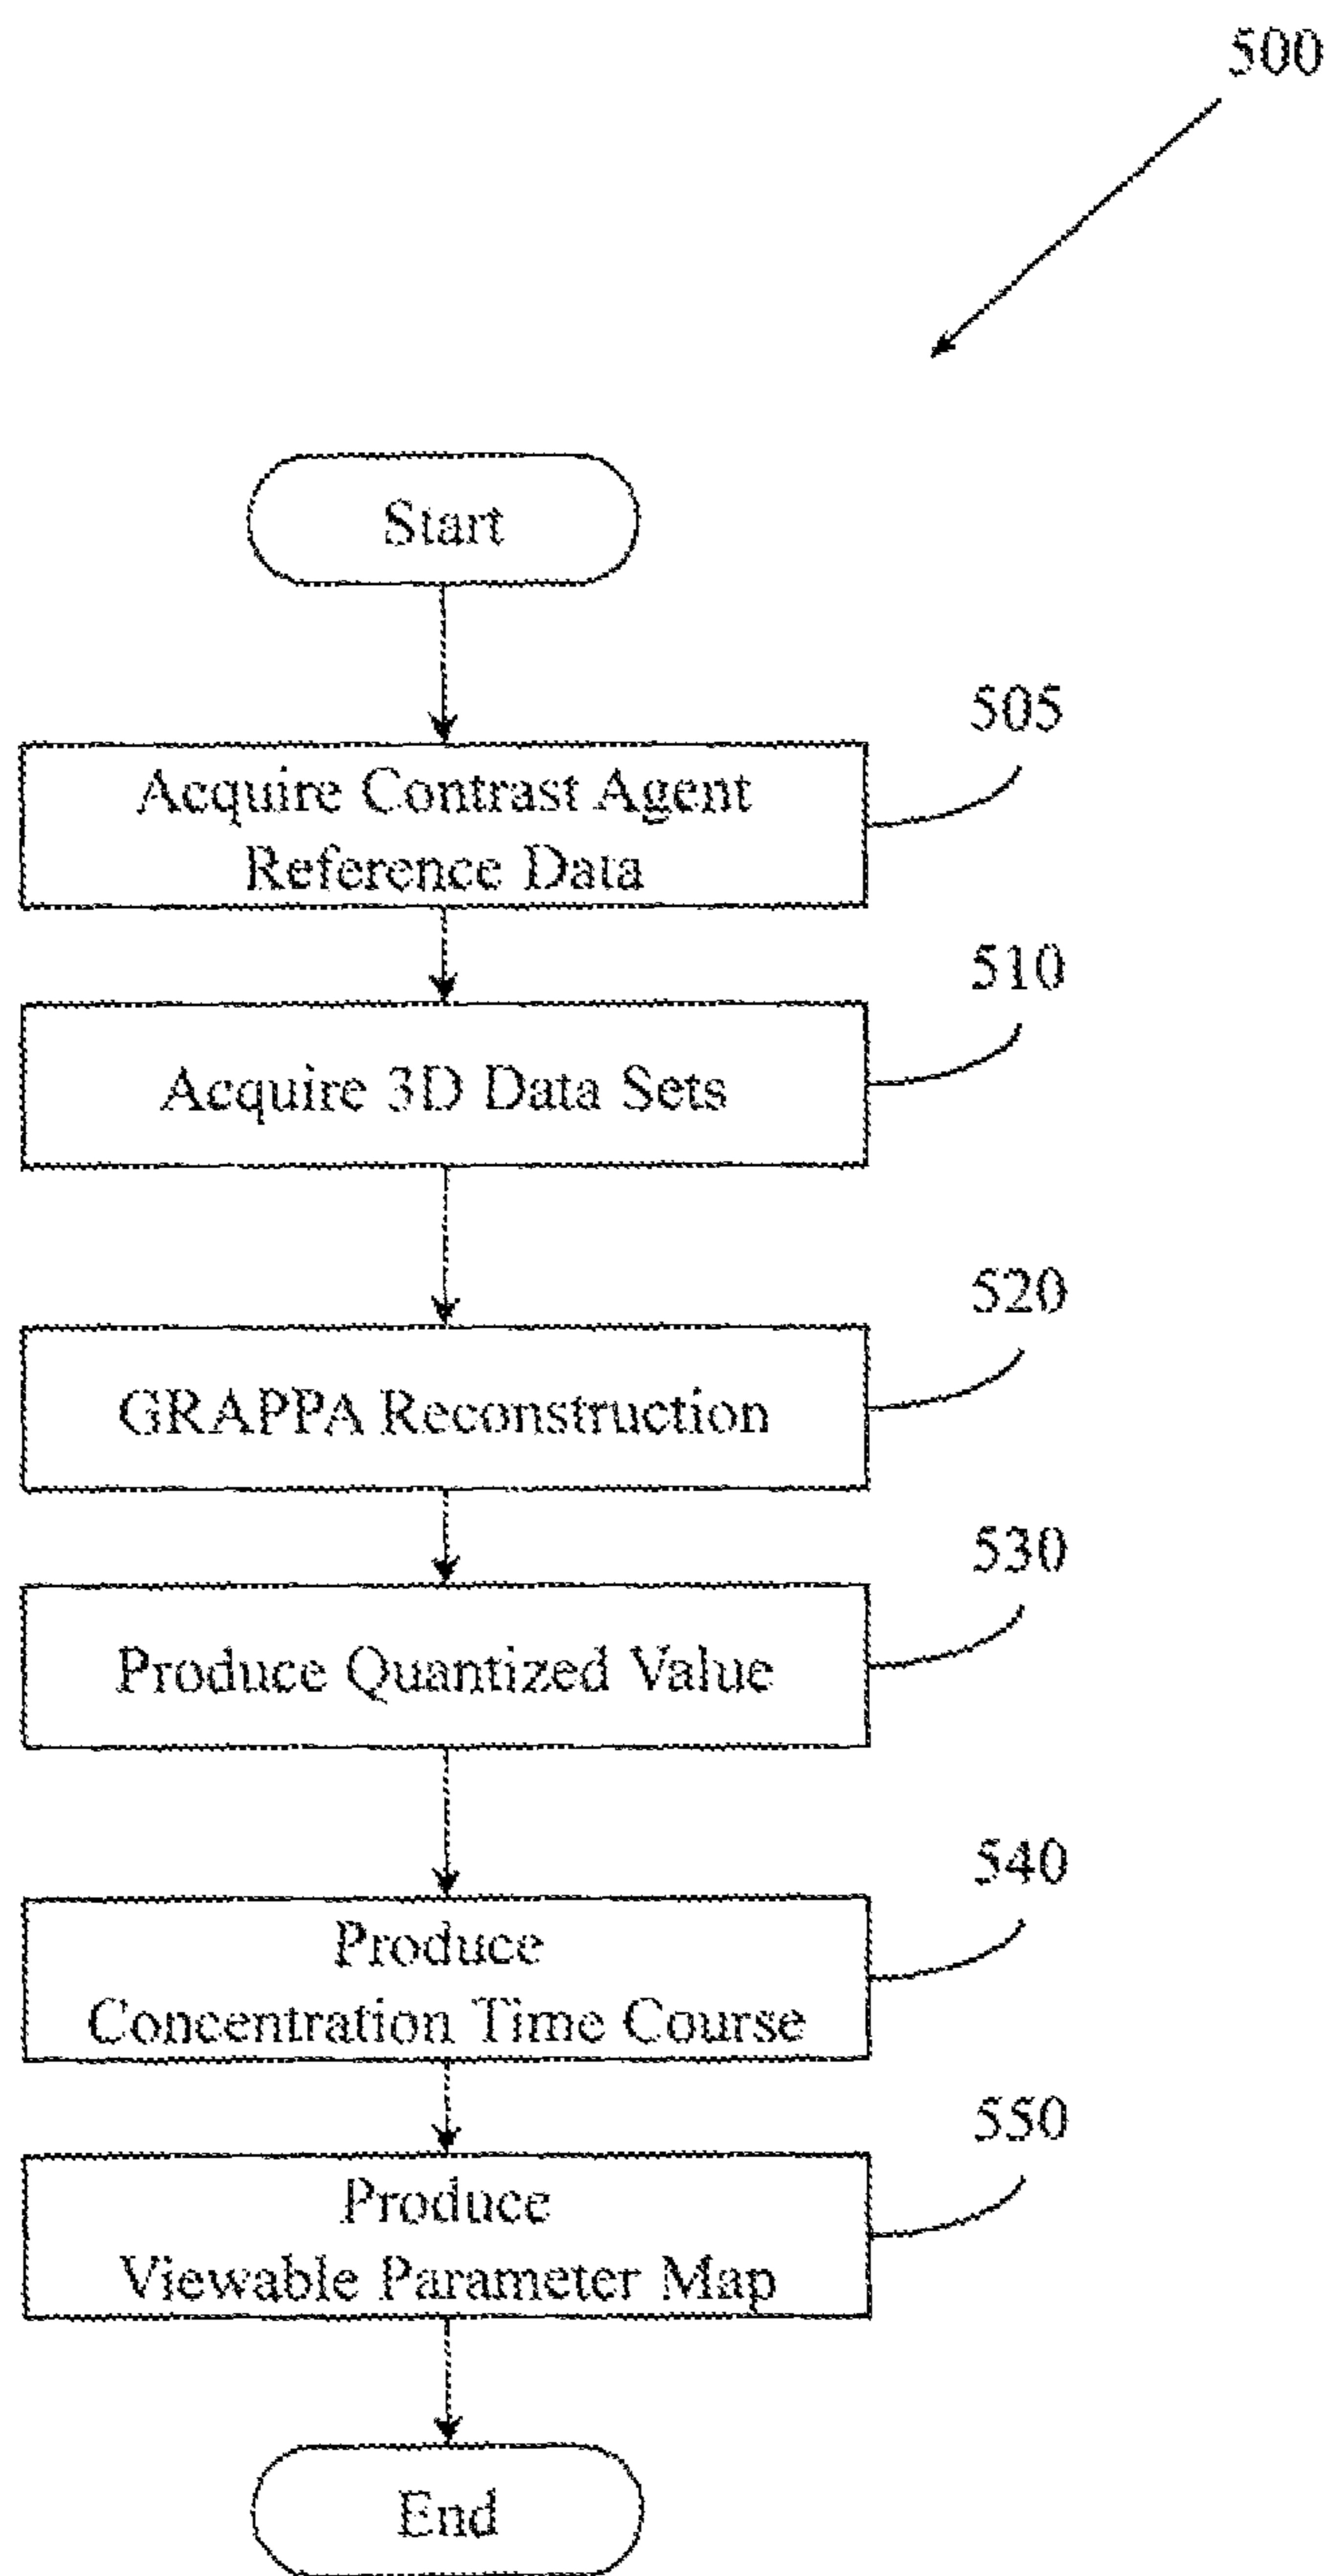 500
Start
505
Acquire Contrast Agent
Reference Data
510
Acquire 3D Data Sets
520
GRAPPA Reconstruction
530
Produce Quantized Value
540
Produce
Concentration Time Course
550
Produce
Viewable Parameter Map
End